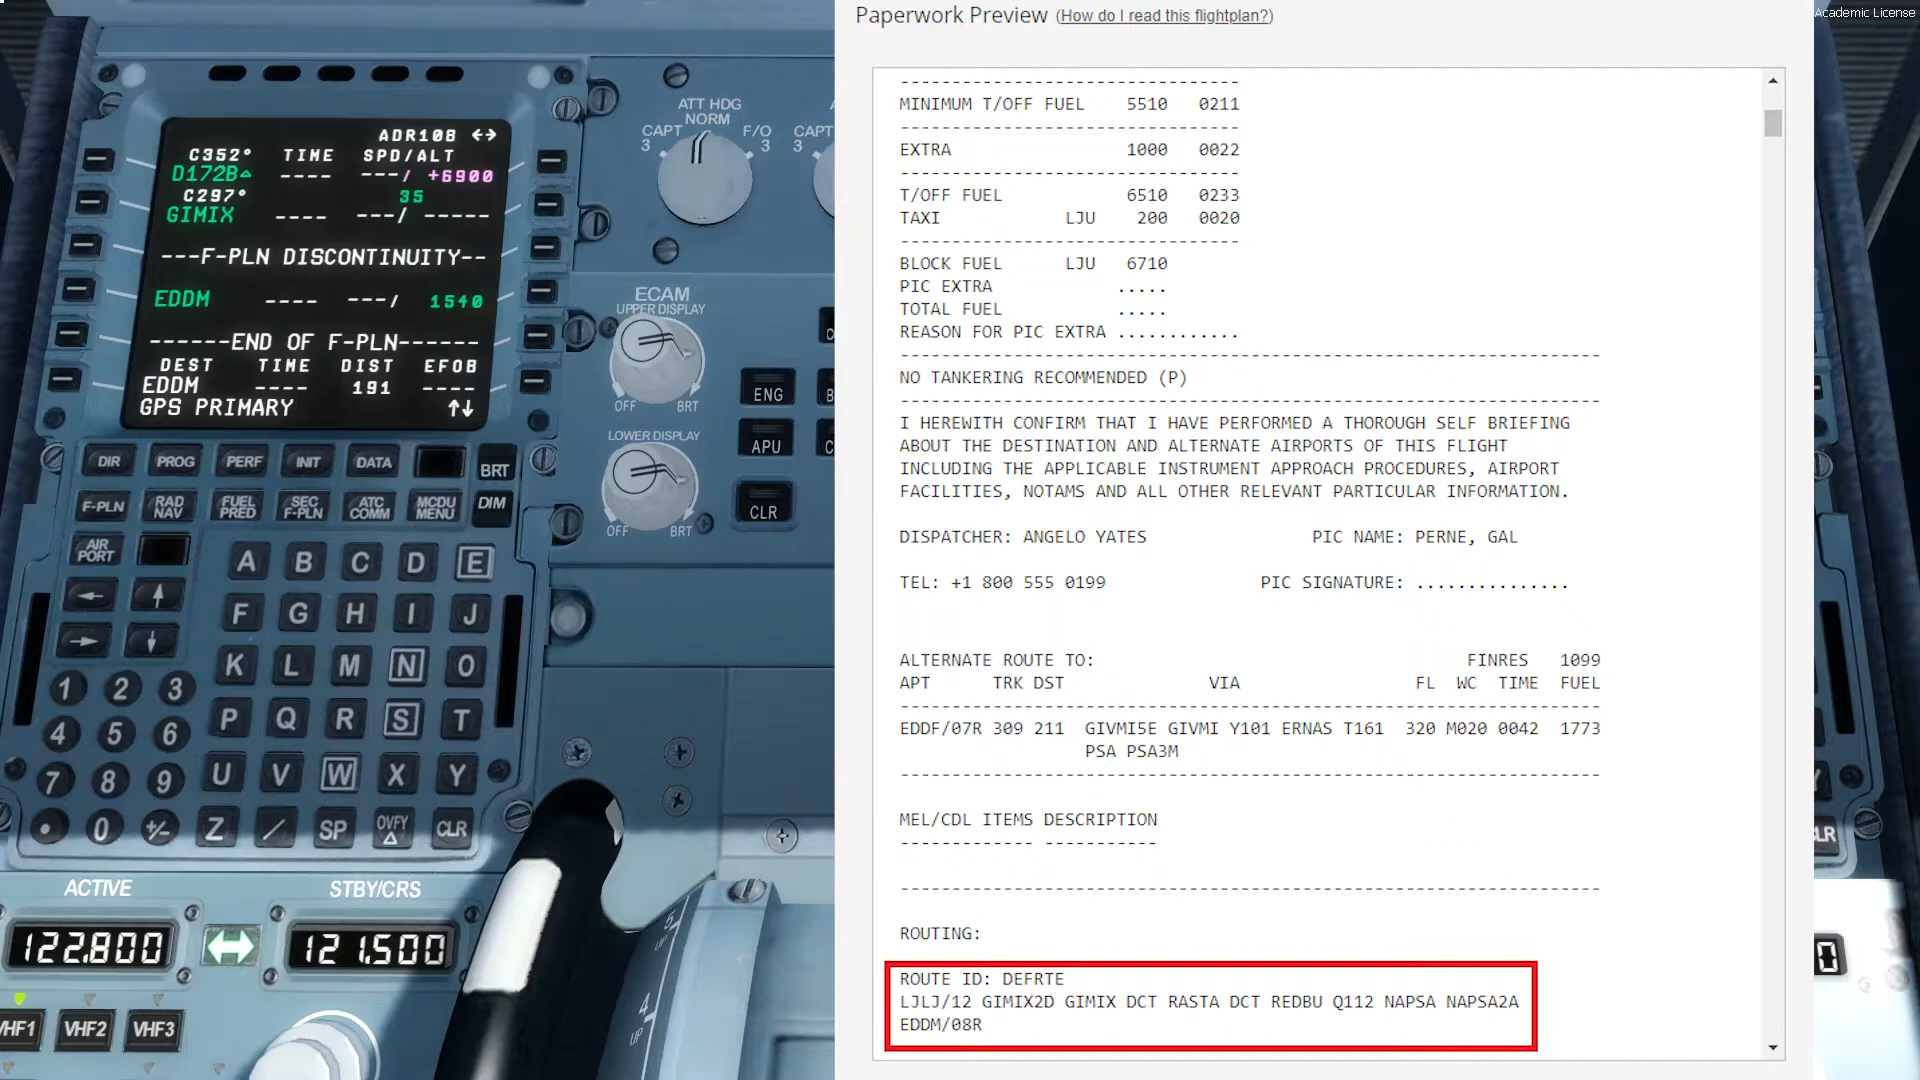 Academic License
ADR108 ↔
C352° TIME SPD/ALT
D172B△ ---- ---/ +6900
C297° 35
GIMIX ---- ---/ -----
---F-PLN DISCONTINUITY--
EDDM ---- ---/ 1540
------END OF F-PLN------
DEST TIME DIST EFOB
EDDM ---- 191 ----
GPS PRIMARY ↑↓
DIR PROG PERF INIT DATA BRT
F-PLN RAD NAV FUEL PRED SEC F-PLN ATC COMM MCDU MENU DIM
AIR PORT
← ↑
→ ↓
A B C D E
F G H I J
K L M N O
P Q R S T
U V W X Y
Z / SP OVFY △ CLR
1 2 3
4 5 6
7 8 9
. 0 +/-
ATT HDG
NORM
CAPT 3 F/O 3
CAPT 3
ECAM
UPPER DISPLAY
OFF BRT
LOWER DISPLAY
OFF BRT
ENG
APU
CLR
5
UP
4
UP
ACTIVE STBY/CRS
122.800 121.500
VHF1 VHF2 VHF3
Paperwork Preview (How do I read this flightplan?)
--------------------------------
MINIMUM T/OFF FUEL 5510 0211
--------------------------------
EXTRA 1000 0022
--------------------------------
T/OFF FUEL 6510 0233
TAXI LJU 200 0020
--------------------------------
BLOCK FUEL LJU 6710
PIC EXTRA .....
TOTAL FUEL .....
REASON FOR PIC EXTRA ............
--------------------------------------------------------------------
NO TANKERING RECOMMENDED (P)
--------------------------------------------------------------------
I HEREWITH CONFIRM THAT I HAVE PERFORMED A THOROUGH SELF BRIEFING
ABOUT THE DESTINATION AND ALTERNATE AIRPORTS OF THIS FLIGHT
INCLUDING THE APPLICABLE INSTRUMENT APPROACH PROCEDURES, AIRPORT
FACILITIES, NOTAMS AND ALL OTHER RELEVANT PARTICULAR INFORMATION.
DISPATCHER: ANGELO YATES PIC NAME: PERNE, GAL
TEL: +1 800 555 0199 PIC SIGNATURE: ...............
ALTERNATE ROUTE TO: FINRES 1099
APT TRK DST VIA FL WC TIME FUEL
--------------------------------------------------------------------
EDDF/07R 309 211 GIVMI5E GIVMI Y101 ERNAS T161 320 M020 0042 1773
PSA PSA3M
--------------------------------------------------------------------
MEL/CDL ITEMS DESCRIPTION
------------- -----------
--------------------------------------------------------------------
ROUTING:
ROUTE ID: DEFRTE
LJLJ/12 GIMIX2D GIMIX DCT RASTA DCT REDBU Q112 NAPSA NAPSA2A
EDDM/08R